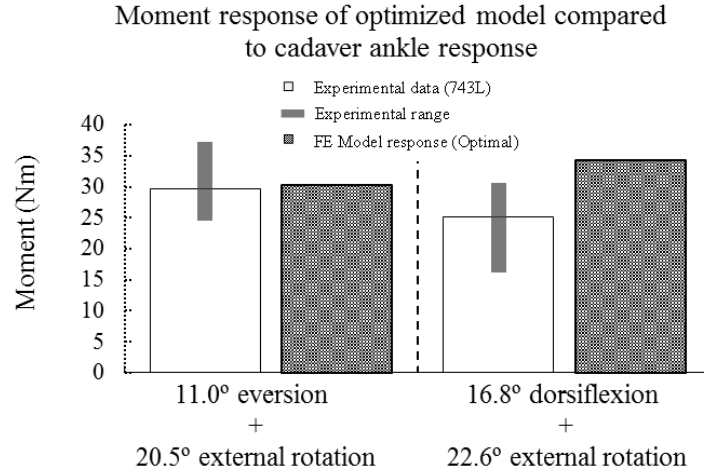 Moment response of optimized model compared
to cadaver ankle response
Experimental data (743L)
Experimental range
FE Model response (Optimal)
Moment (Nm)
40
35
30
25
20
15
10
5
0
11.0º eversion
+
20.5º external rotation
16.8º dorsiflexion
+
22.6º external rotation